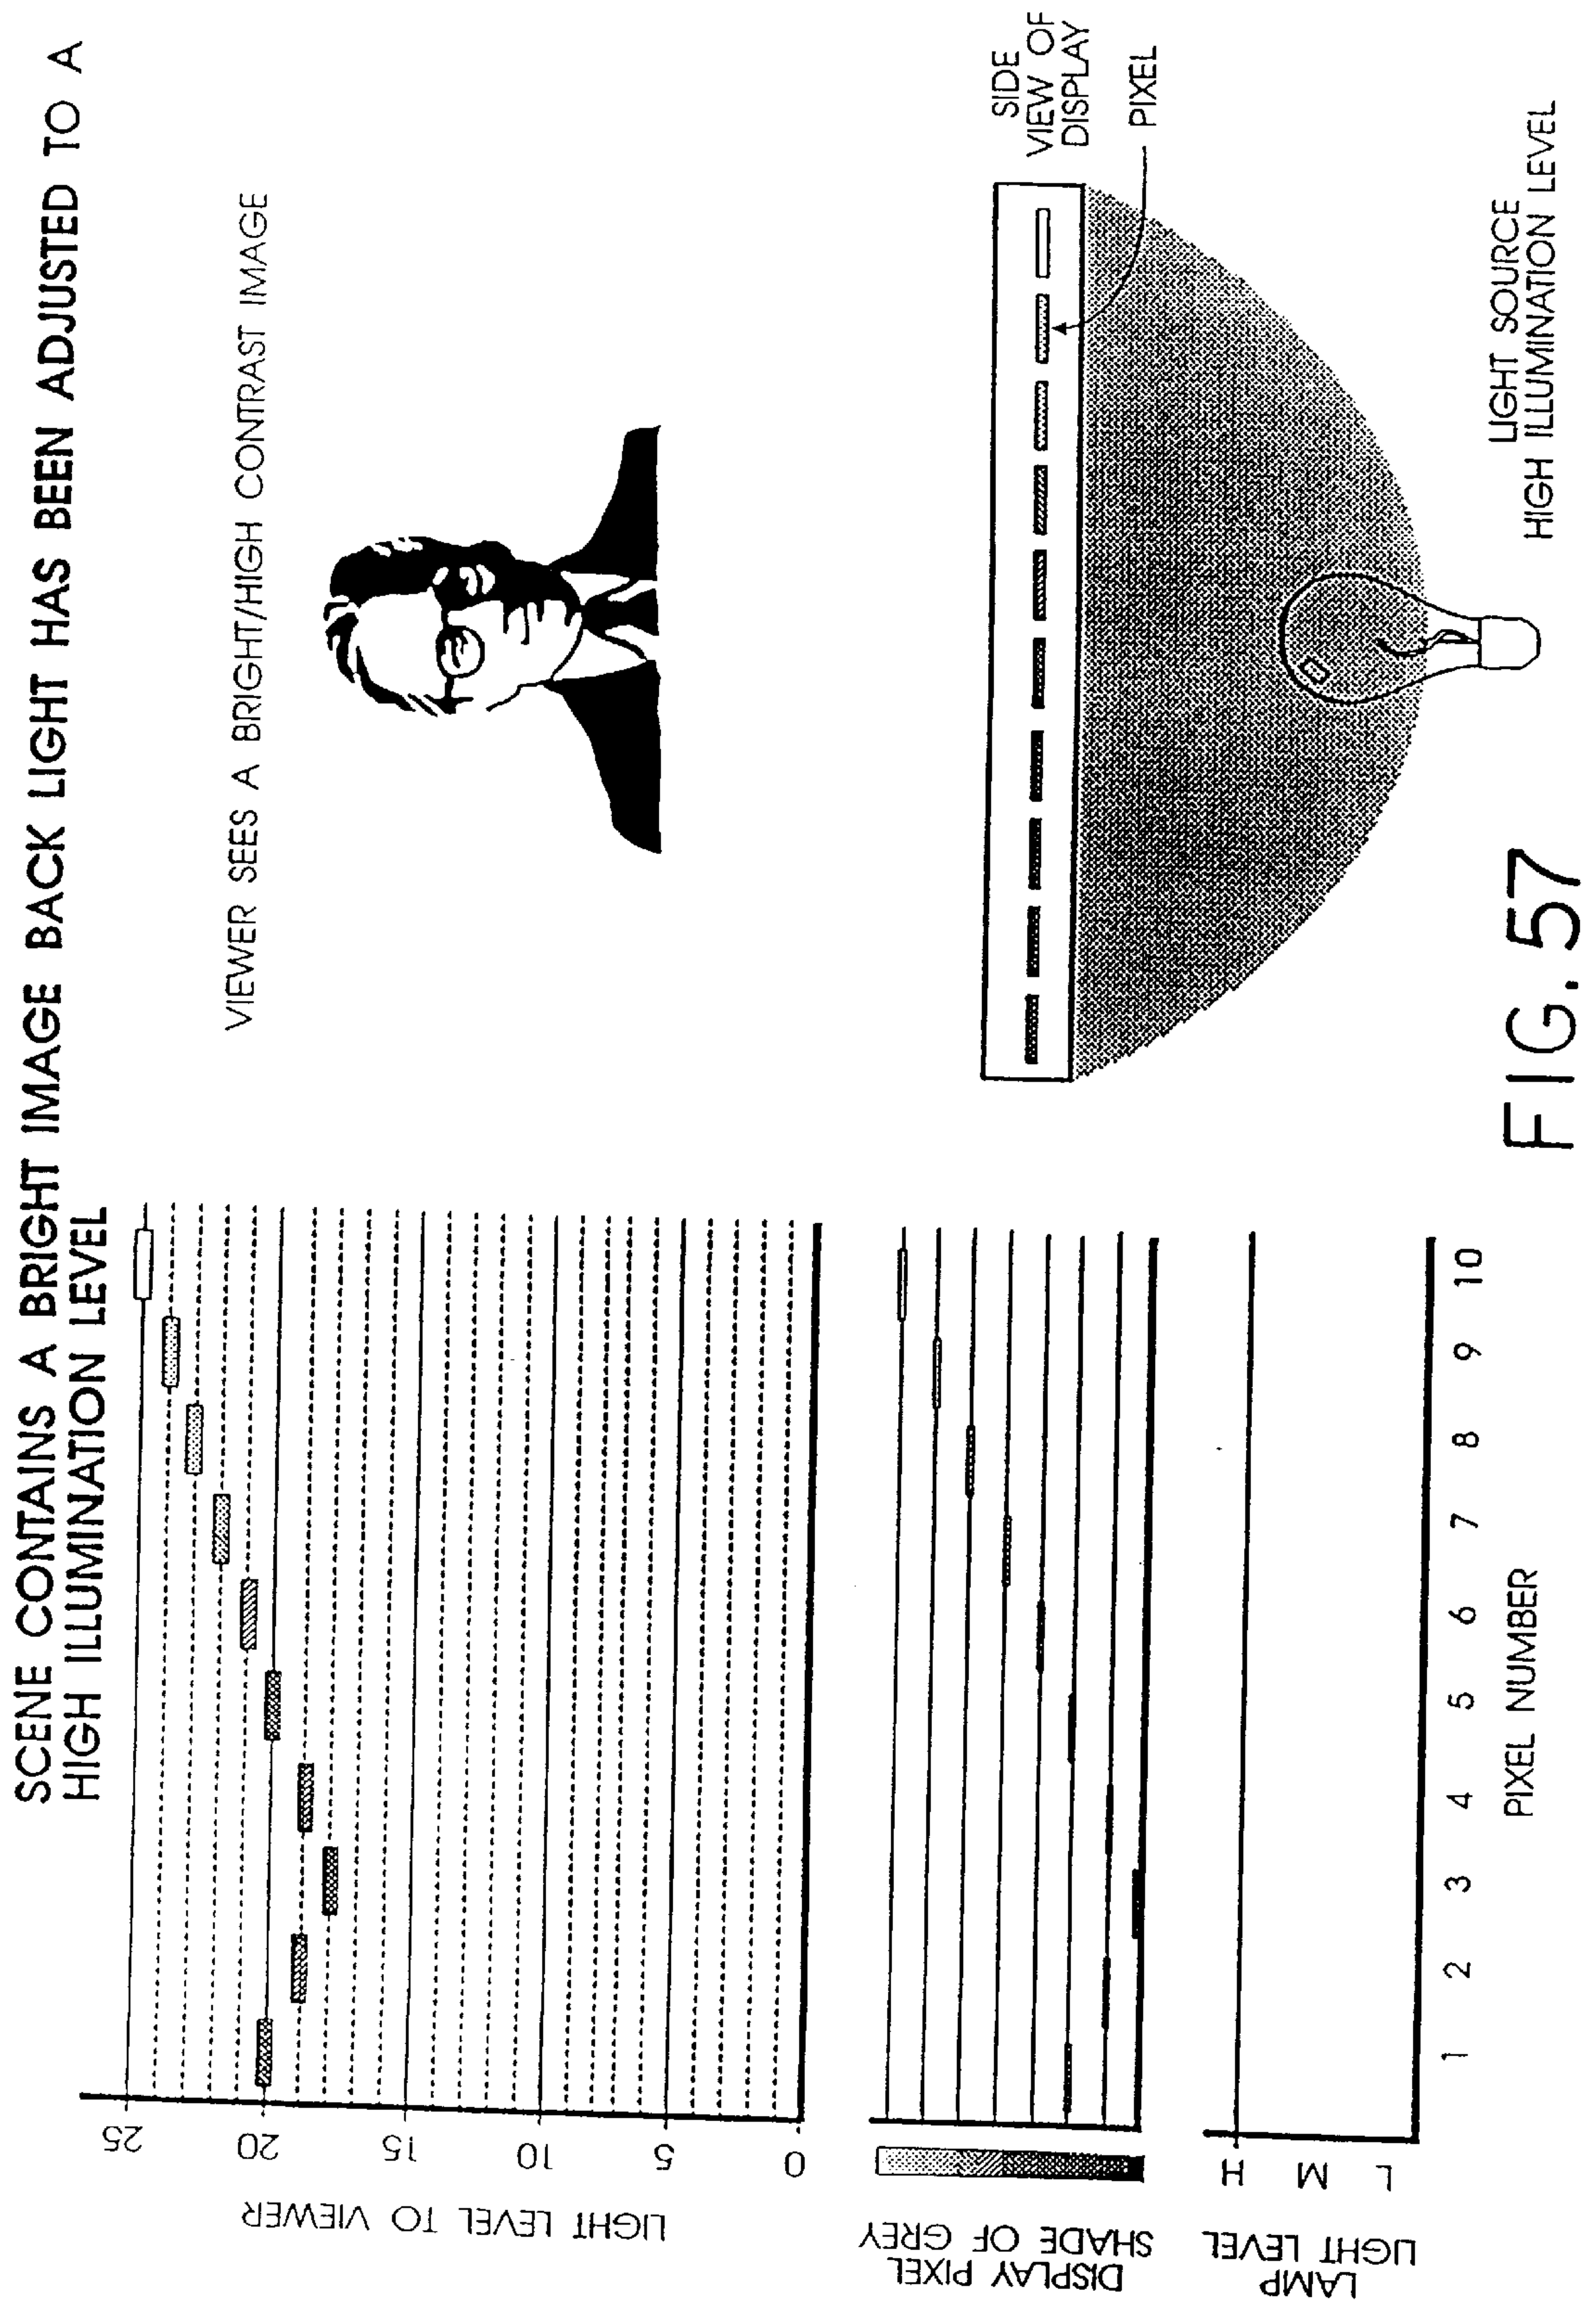 SCENE CONTAINS A BRIGHT IMAGE BACK LIGHT HAS BEEN ADJUSTED TO A
HIGH ILLUMINATION LEVEL
LIGHT LEVEL TO VIEWER
25
20
15
10
5
0
DISPLAY PIXEL
SHADE OF GREY
LAMP
LIGHT LEVEL
H
M
L
1 2 3 4 5 6 7 8 9 10
PIXEL NUMBER
VIEWER SEES A BRIGHT/HIGH CONTRAST IMAGE
SIDE
VIEW OF
DISPLAY
PIXEL
LIGHT SOURCE
HIGH ILLUMINATION LEVEL
FIG. 57